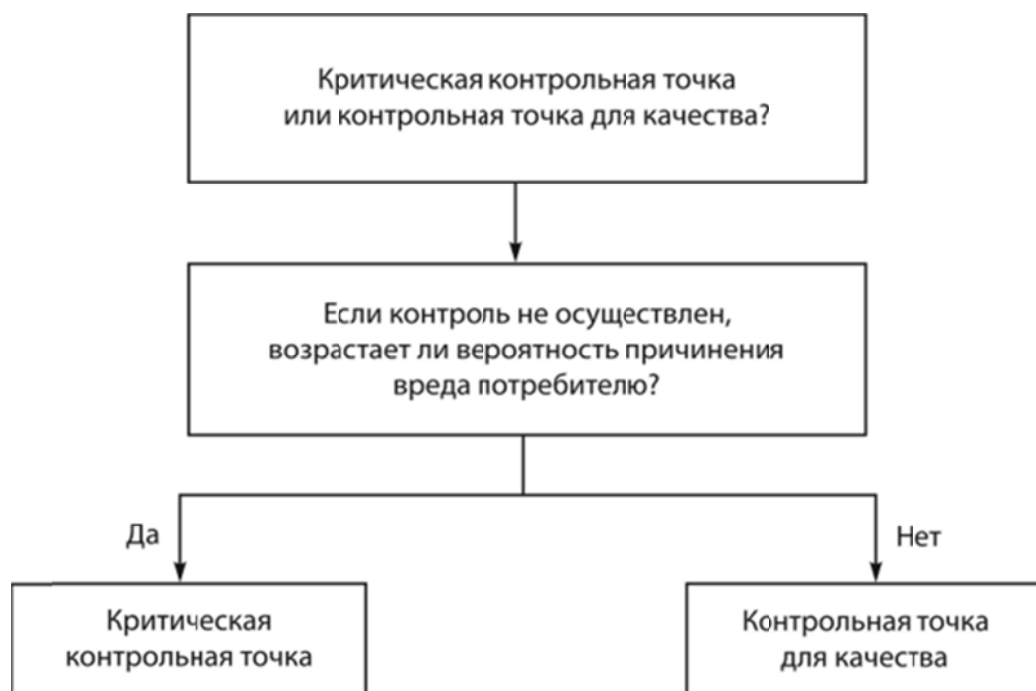 Критическая контрольная точка
или контрольная точка для качества?
Если контроль не осуществлен,
возрастает ли вероятность причинения
вреда потребителю?
Да
Нет
Критическая
контрольная точка
Контрольная точка
для качества